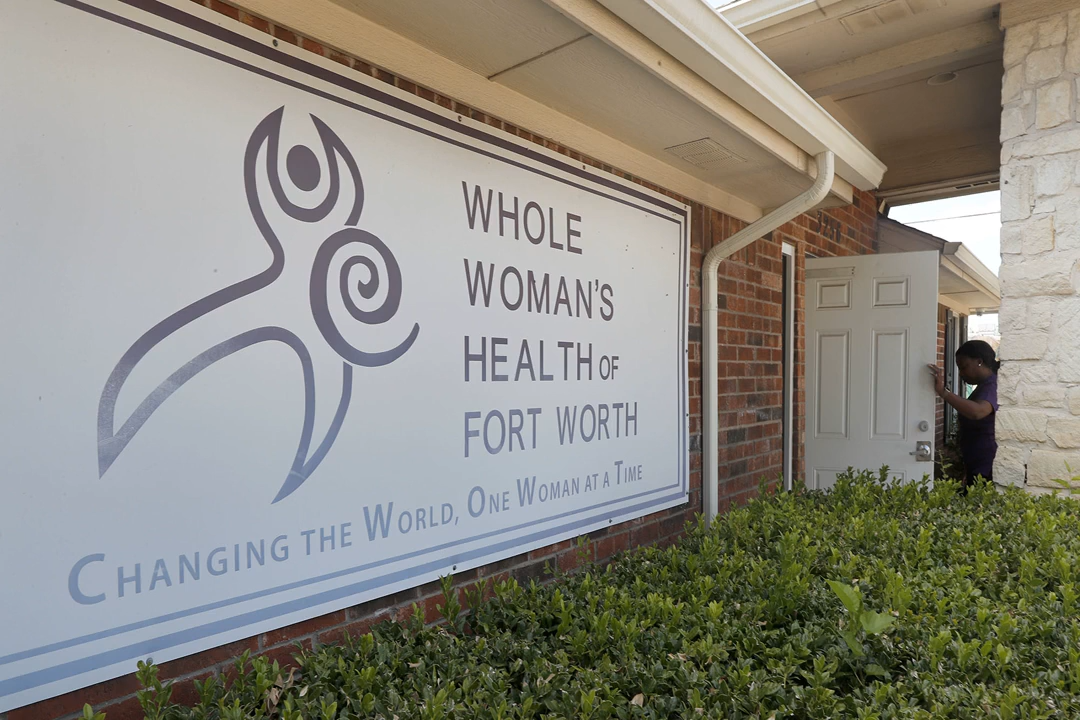 WHOLE
WOMAN'S
HEALTH OF
FORT WORTH
CHANGING THE WORLD, ONE WOMAN AT A TIME